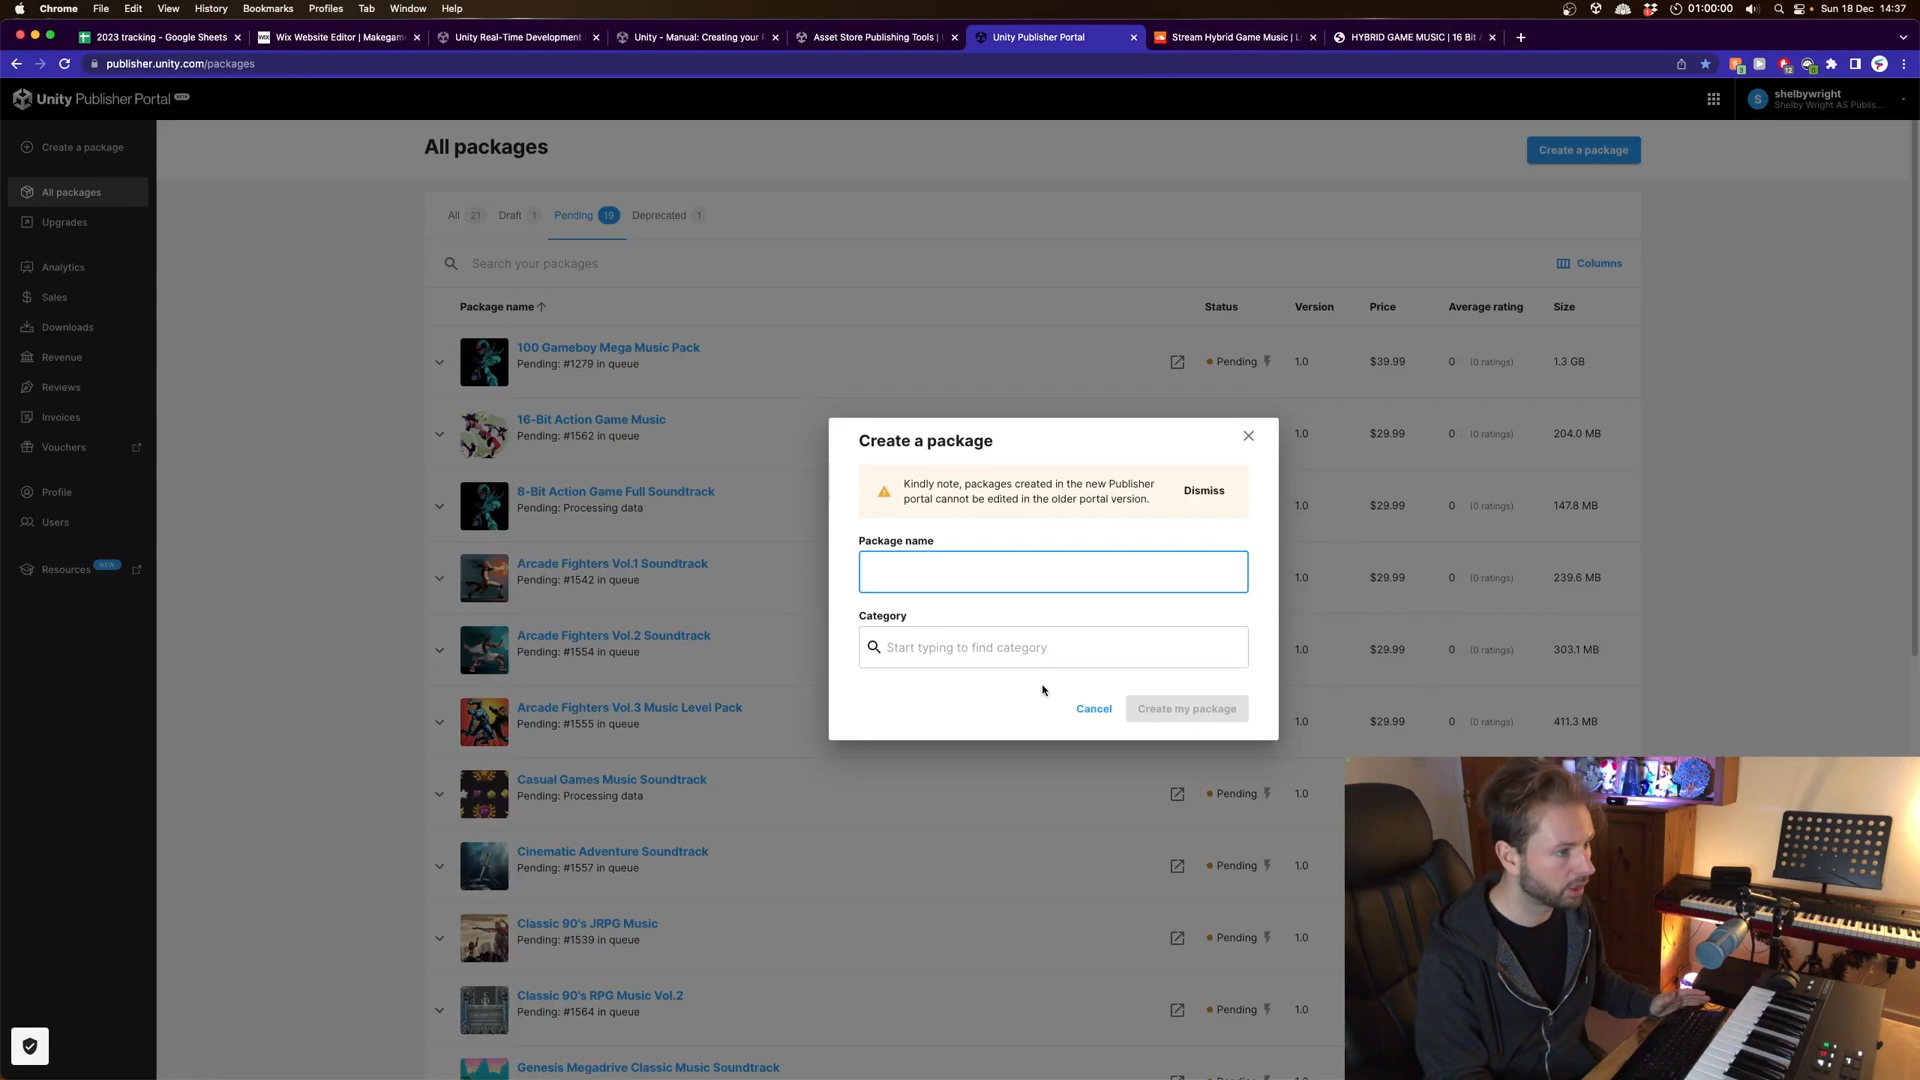 Chrome File Edit View History Bookmarks Profiles Tab Window Help 01:00:00 Sun 18 Dec 14:37
2023 tracking - Google Sheets WIX Wix Website Editor | Makegam Unity Real-Time Development Unity - Manual: Creating your Asset Store Publishing Tools | Unity Publisher Portal Stream Hybrid Game Music | L HYBRID GAME MUSIC | 16 Bit
publisher.unity.com/packages
Unity Publisher Portal BETA
S shelbywright
Shelby Wright AS Publis...
Create a package
All packages
Upgrades
Analytics
Sales
Downloads
Revenue
Reviews
Invoices
Vouchers
Profile
Users
Resources NEW
All packages
Create a package
All 21 Draft 1 Pending 19 Deprecated 1
Search your packages
Columns
Package name Status Version Price Average rating Size
100 Gameboy Mega Music Pack
Pending: #1279 in queue
Pending 1.0 $39.99 0 (0 ratings) 1.3 GB
16-Bit Action Game Music
Pending: #1562 in queue
1.0 $29.99 0 (0 ratings) 204.0 MB
8-Bit Action Game Full Soundtrack
Pending: Processing data
1.0 $29.99 0 (0 ratings) 147.8 MB
Arcade Fighters Vol.1 Soundtrack
Pending: #1542 in queue
1.0 $29.99 0 (0 ratings) 239.6 MB
Arcade Fighters Vol.2 Soundtrack
Pending: #1554 in queue
1.0 $29.99 0 (0 ratings) 303.1 MB
Arcade Fighters Vol.3 Music Level Pack
Pending: #1555 in queue
1.0 $29.99 0 (0 ratings) 411.3 MB
Casual Games Music Soundtrack
Pending: Processing data
Pending 1.0
Cinematic Adventure Soundtrack
Pending: #1557 in queue
Pending 1.0
Classic 90's JRPG Music
Pending: #1539 in queue
Pending 1.0
Classic 90's RPG Music Vol.2
Pending: #1564 in queue
Pending 1.0
Genesis Megadrive Classic Music Soundtrack
Create a package
Kindly note, packages created in the new Publisher
portal cannot be edited in the older portal version.
Dismiss
Package name
Category
Start typing to find category
Cancel Create my package